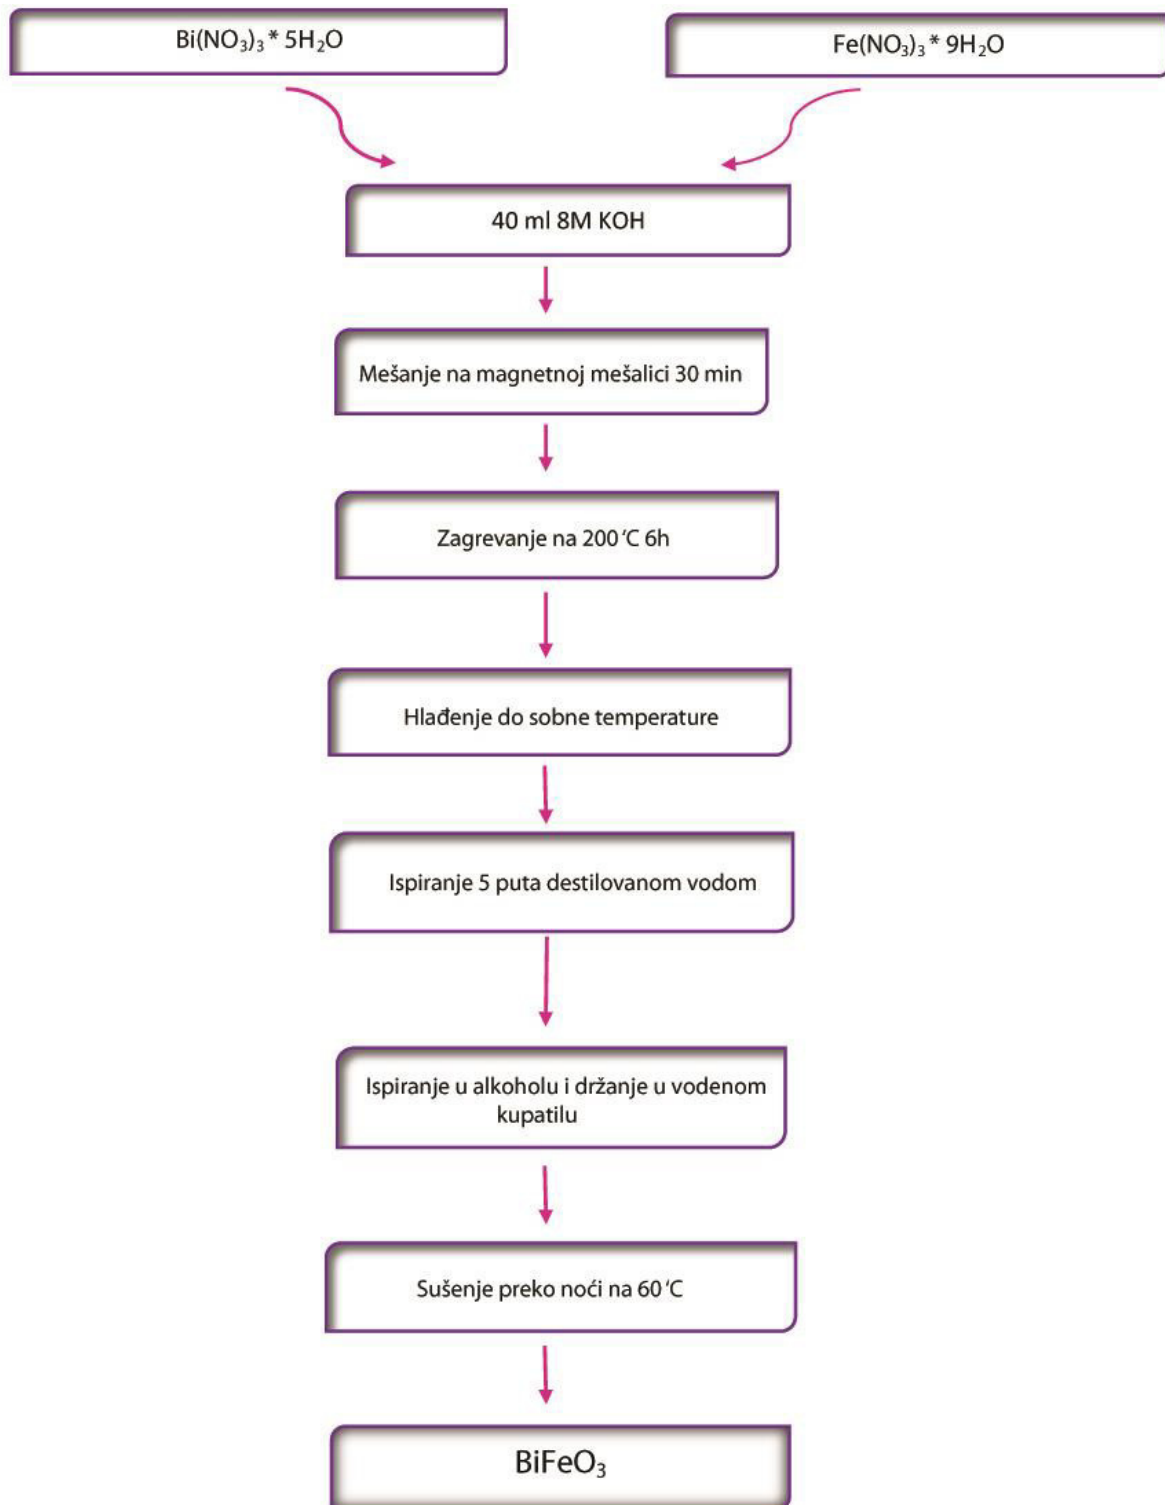 Bi(NO₃)₃ * 5H₂O
Fe(NO₃)₃ * 9H₂O
40 ml 8M KOH
Mešanje na magnetnoj mešalici 30 min
Zagrevanje na 200 ‘C 6h
Hlađenje do sobne temperature
Ispiranje 5 puta destilovanom vodom
Ispiranje u alkoholu i držanje u vodenom
kupatilu
Sušenje preko noći na 60 ‘C
BiFeO₃